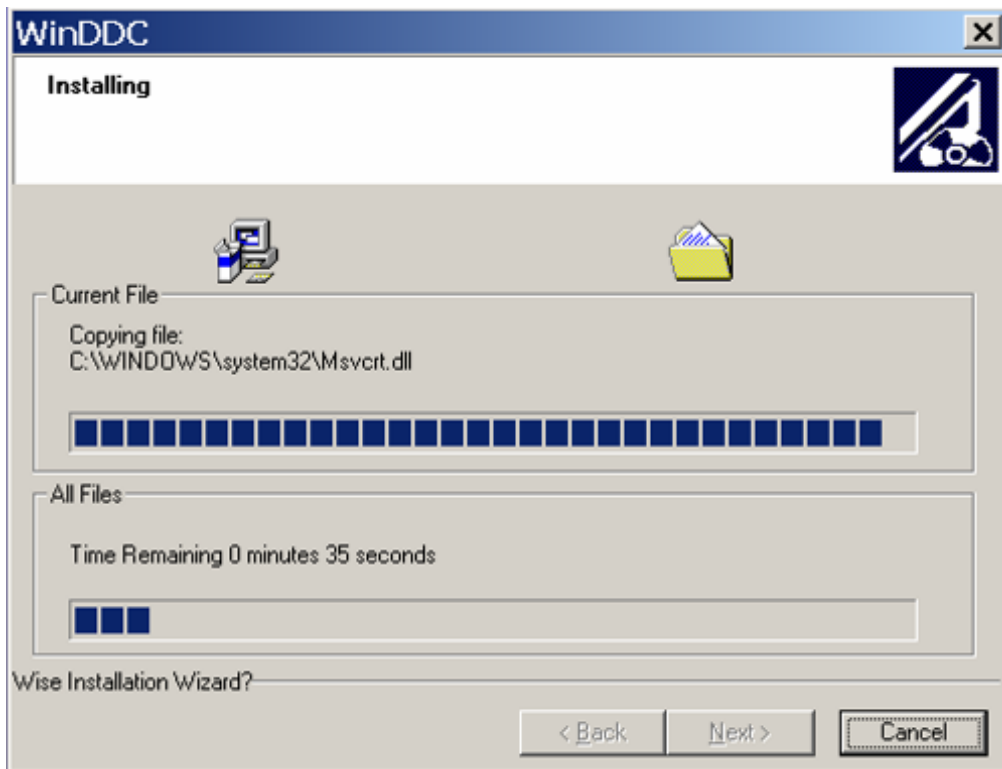 WinDDC
Installing
Current File
Copying file:
C:\WINDOWS\system32\Msvcrt.dll
All Files
Time Remaining 0 minutes 35 seconds
Wise Installation Wizard?
< Back
Next >
Cancel